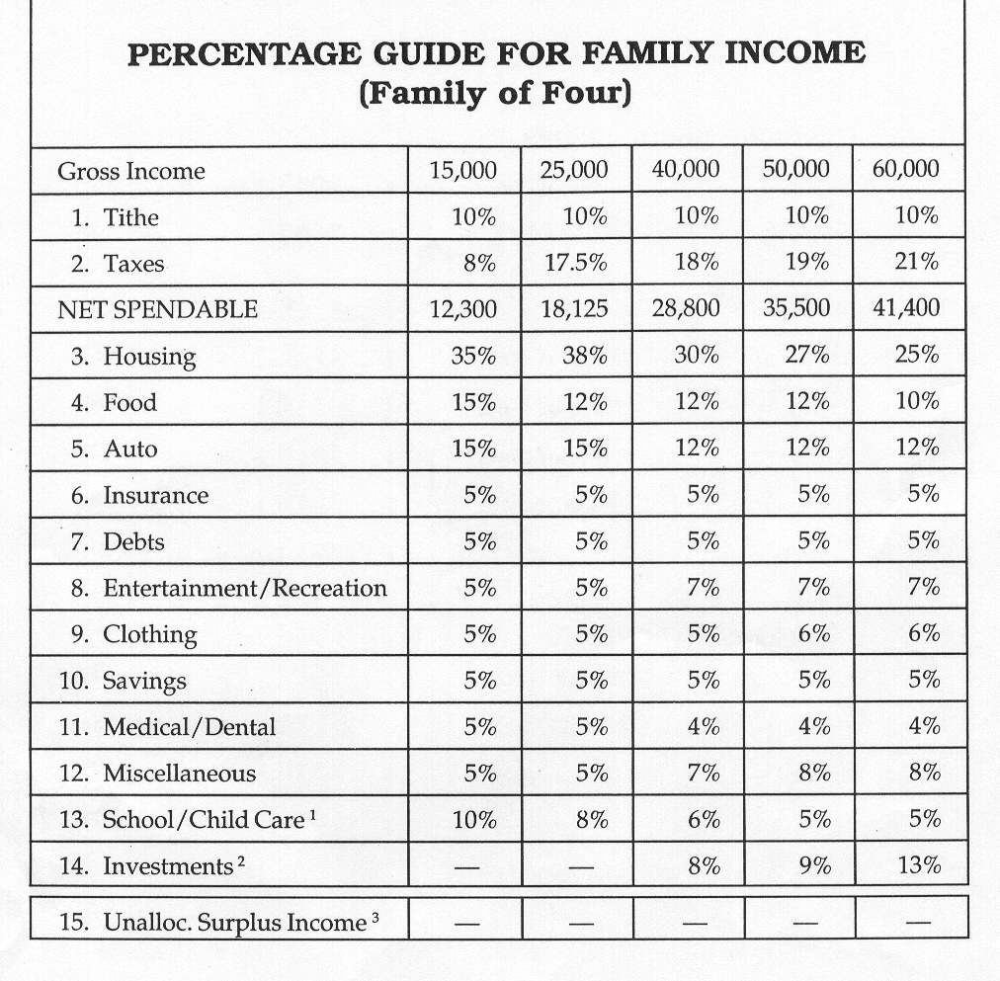 PERCENTAGE GUIDE FOR FAMILY INCOME
(Family of Four)
Gross Income 15,000 25,000 40,000 50,000 60,000
1. Tithe 10% 10% 10% 10% 10%
2. Taxes 8% 17.5% 18% 19% 21%
NET SPENDABLE 12,300 18,125 28,800 35,500 41,400
3. Housing 35% 38% 30% 27% 25%
4. Food 15% 12% 12% 12% 10%
5. Auto 15% 15% 12% 12% 12%
6. Insurance 5% 5% 5% 5% 5%
7. Debts 5% 5% 5% 5% 5%
8. Entertainment/Recreation 5% 5% 7% 7% 7%
9. Clothing 5% 5% 5% 6% 6%
10. Savings 5% 5% 5% 5% 5%
11. Medical/Dental 5% 5% 4% 4% 4%
12. Miscellaneous 5% 5% 7% 8% 8%
13. School/Child Care ¹ 10% 8% 6% 5% 5%
14. Investments ² — — 8% 9% 13%
15. Unalloc. Surplus Income ³ — — — — —